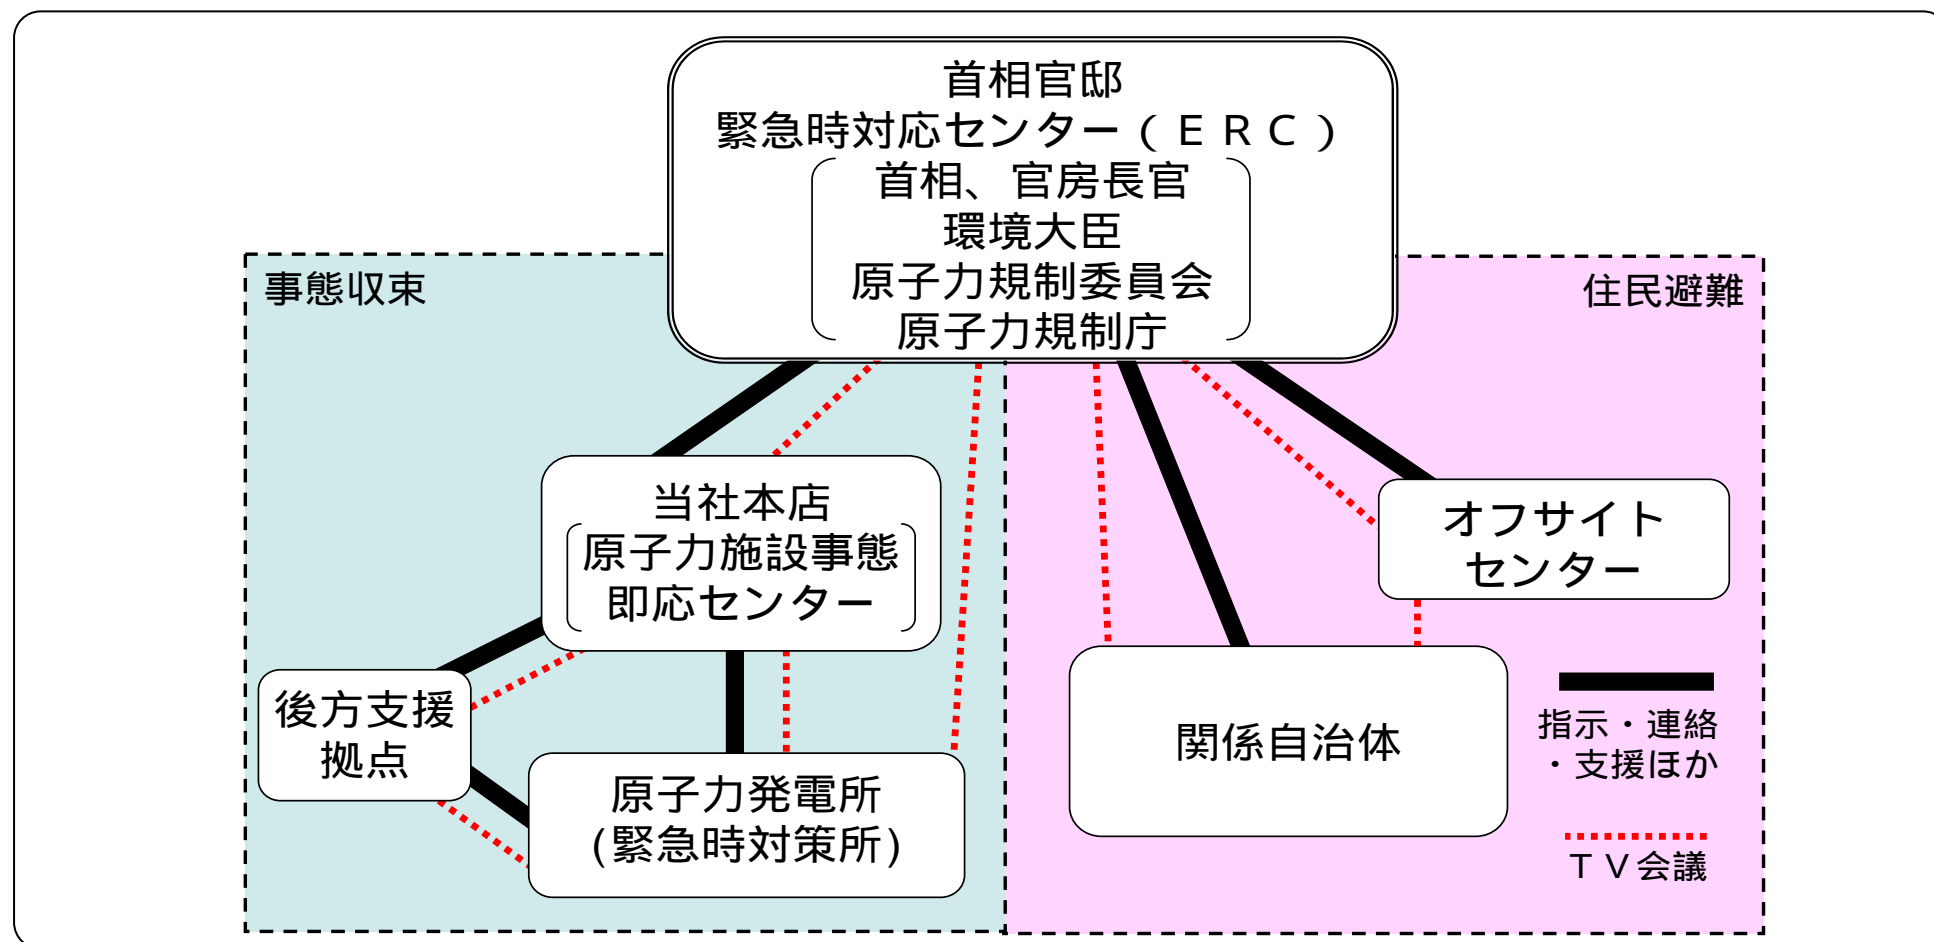 首相官邸
緊急時対応センター(ERC)
首相、官房長官
環境大臣
原子力規制委員会
原子力規制庁
事態収束
住民避難
当社本店
原子力施設事態
即応センター
オフサイト
センター
後方支援
拠点
原子力発電所
(緊急時対策所)
関係自治体
指示・連絡
・支援ほか
TV会議